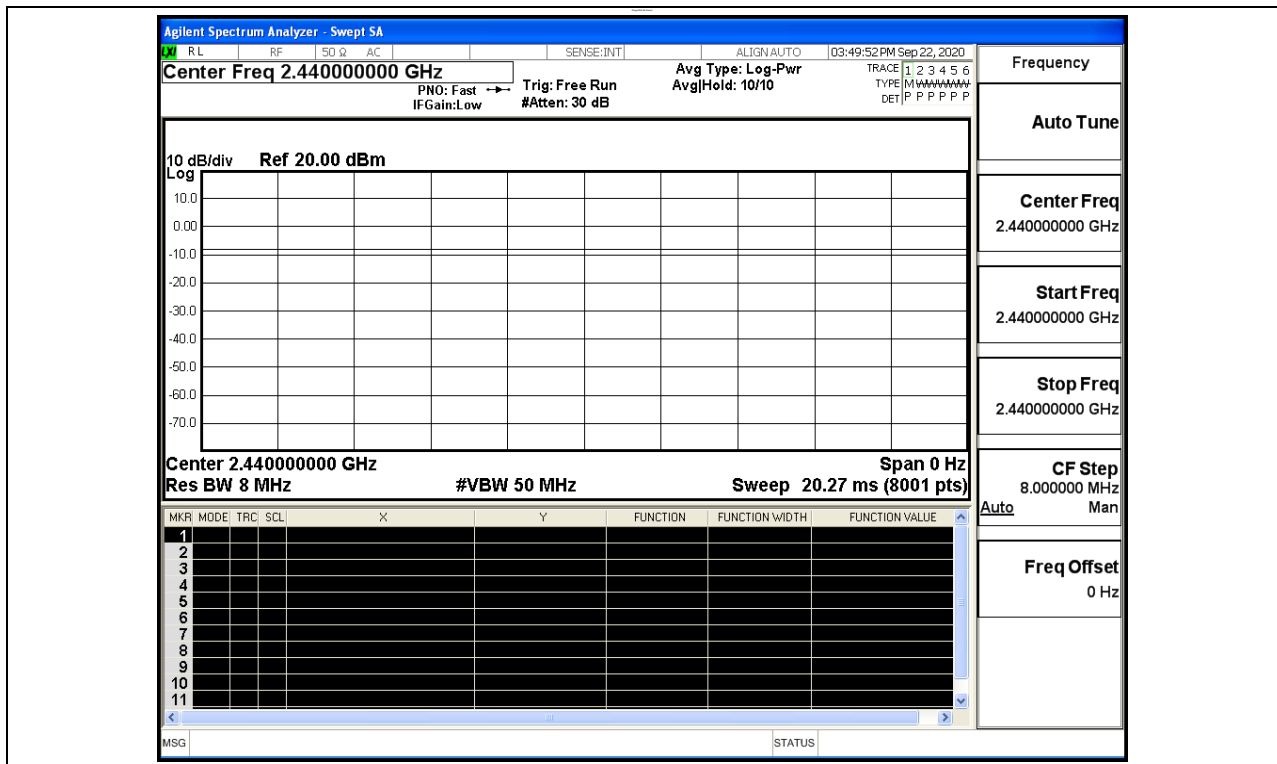 Agilent Spectrum Analyzer - Swept SA
LXI RL RF 50 Ω AC SENSE:INT ALIGN AUTO 03:49:52 PM Sep 22, 2020
Center Freq 2.440000000 GHz
PNO: Fast
IFGain:Low
Trig: Free Run
#Atten: 30 dB
Avg Type: Log-Pwr
Avg|Hold: 10/10
TRACE 1 2 3 4 5 6
TYPE M WWWWW
DET P P P P P P
10 dB/div Ref 20.00 dBm
Log
10.0
0.00
-10.0
-20.0
-30.0
-40.0
-50.0
-60.0
-70.0
Center 2.440000000 GHz Span 0 Hz
Res BW 8 MHz #VBW 50 MHz Sweep 20.27 ms (8001 pts)
MKR MODE TRC SCL X Y FUNCTION FUNCTION WIDTH FUNCTION VALUE
1
2
3
4
5
6
7
8
9
10
11
MSG STATUS
Frequency
Auto Tune
Center Freq
2.440000000 GHz
Start Freq
2.440000000 GHz
Stop Freq
2.440000000 GHz
CF Step
8.000000 MHz
Auto Man
Freq Offset
0 Hz